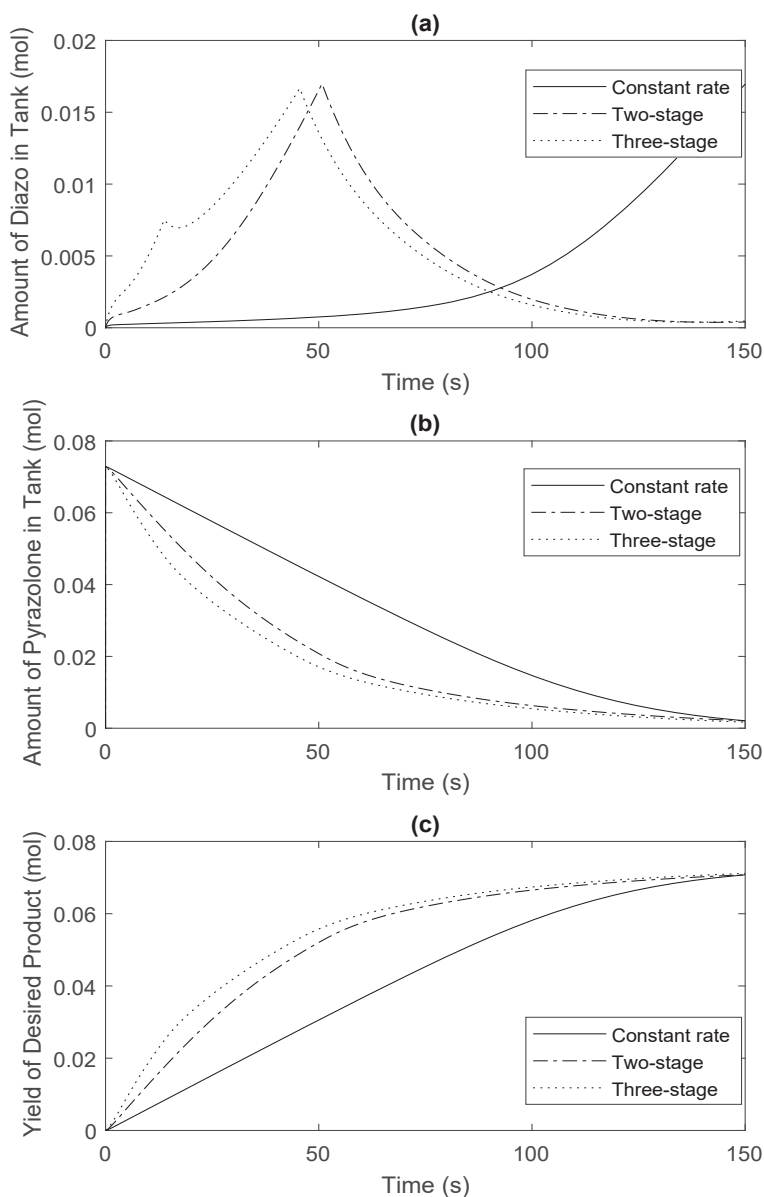 (a)
Amount of Diazo in Tank (mol)
0.02
0.015
0.01
0.005
0
Constant rate
Two-stage
Three-stage
0 50 100 150
Time (s)
(b)
Amount of Pyrazolone in Tank (mol)
0.08
0.06
0.04
0.02
0
Constant rate
Two-stage
Three-stage
0 50 100 150
Time (s)
(c)
Yield of Desired Product (mol)
0.08
0.06
0.04
0.02
0
Constant rate
Two-stage
Three-stage
0 50 100 150
Time (s)